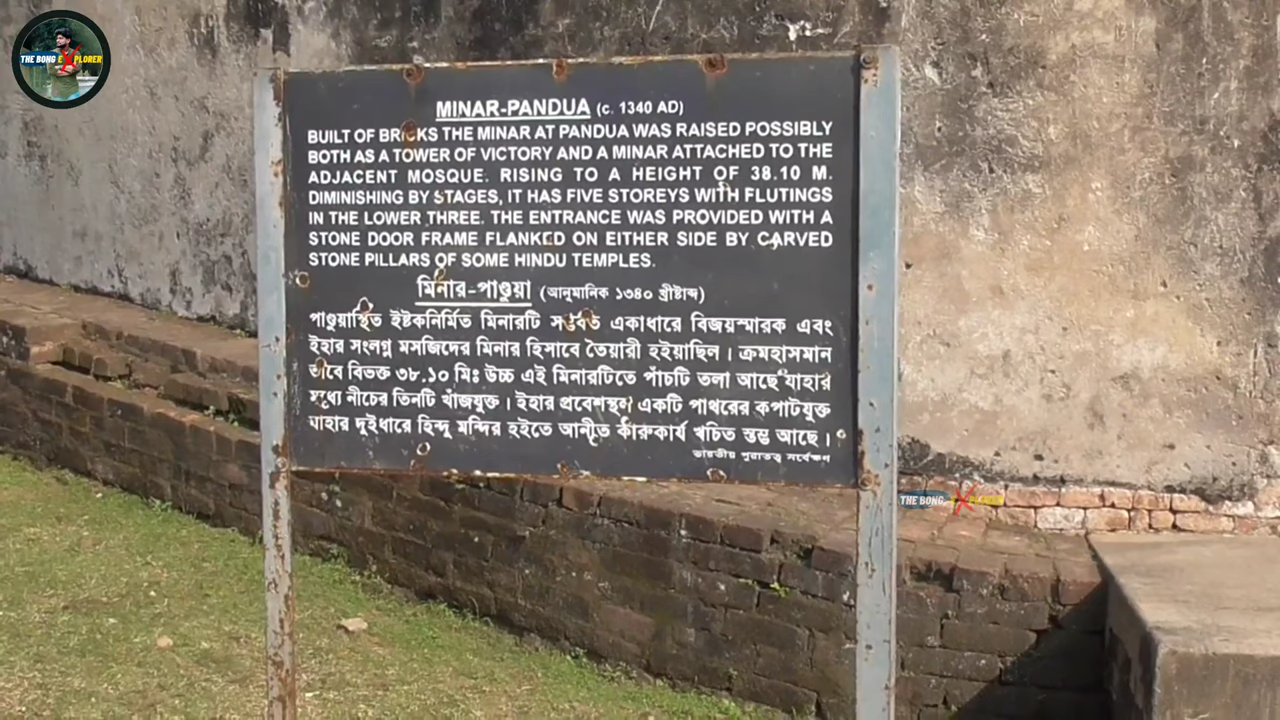 THE BONG EXPLORER
MINAR-PANDUA (c. 1340 AD)
BUILT OF BRICKS THE MINAR AT PANDUA WAS RAISED POSSIBLY
BOTH AS A TOWER OF VICTORY AND A MINAR ATTACHED TO THE
ADJACENT MOSQUE. RISING TO A HEIGHT OF 38.10 M.
DIMINISHING BY STAGES, IT HAS FIVE STOREYS WITH FLUTINGS
IN THE LOWER THREE. THE ENTRANCE WAS PROVIDED WITH A
STONE DOOR FRAME FLANKED ON EITHER SIDE BY CARVED
STONE PILLARS OF SOME HINDU TEMPLES.
মিনার-পাণ্ডুয়া (আনুমানিক ১৩৪০ খ্রীষ্টাব্দ)
পাণ্ডুয়াস্থিত ইষ্টকনির্মিত মিনারটি সম্ভবত একাধারে বিজয়স্মারক এবং
ইহার সংলগ্ন মসজিদের মিনার হিসাবে তৈয়ারী হইয়াছিল। ক্রমহাসমান
ভাবে বিভক্ত ৩৮.১০ মিঃ উচ্চ এই মিনারটিতে পাঁচটি তলা আছে যাহার
মধ্যে নীচের তিনটি খাঁজযুক্ত। ইহার প্রবেশস্থল একটি পাথরের কপাটযুক্ত
যাহার দুইধারে হিন্দু মন্দির হইতে আনীত কারুকার্য খচিত স্তম্ভ আছে।
ভারতীয় পুরাতত্ত্ব সর্বেক্ষণ
THE BONG EXPLORER